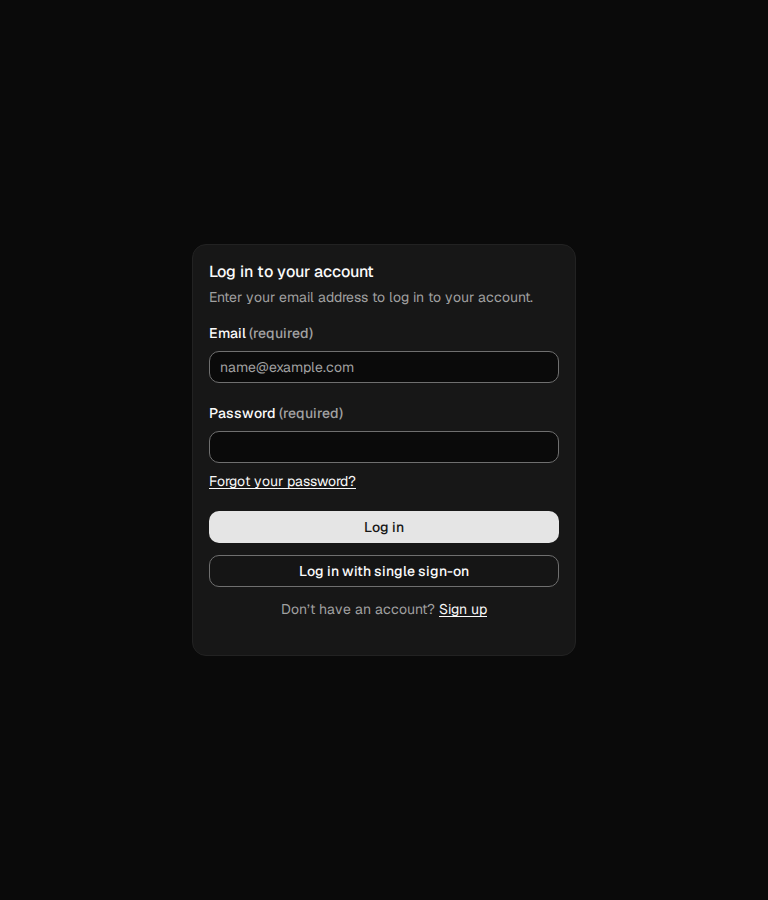 Log in to your account
Enter your email address to log in to your account.
Email (required)
name@example.com
Password (required)
Forgot your password?
Log in
Log in with single sign-on
Don't have an account? Sign up